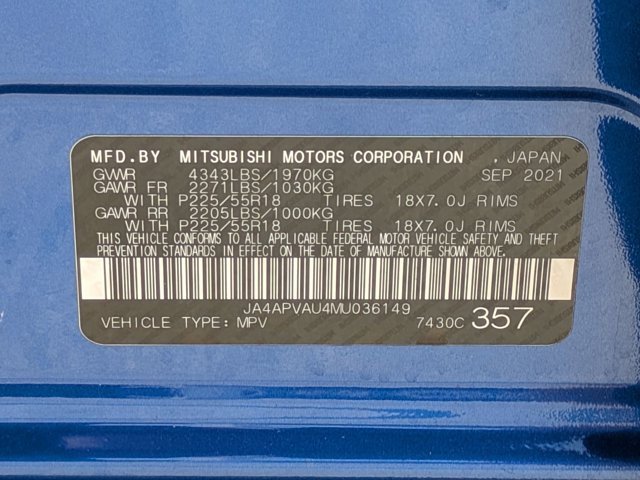 MFD.BY MITSUBISHI MOTORS CORPORATION , JAPAN
GVWR 4343LBS/1970KG SEP 2021
GAWR FR 2271LBS/1030KG
WITH P225/55R18 TIRES 18X7.0J RIMS
GAWR RR 2205LBS/1000KG
WITH P225/55R18 TIRES 18X7.0J RIMS
THIS VEHICLE CONFORMS TO ALL APPLICABLE FEDERAL MOTOR VEHICLE SAFETY AND THEFT
PREVENTION STANDARDS IN EFFECT ON THE DATE OF MANUFACTURE SHOWN ABOVE.
JA4APVAU4MU036149
VEHICLE TYPE: MPV 7430C 357